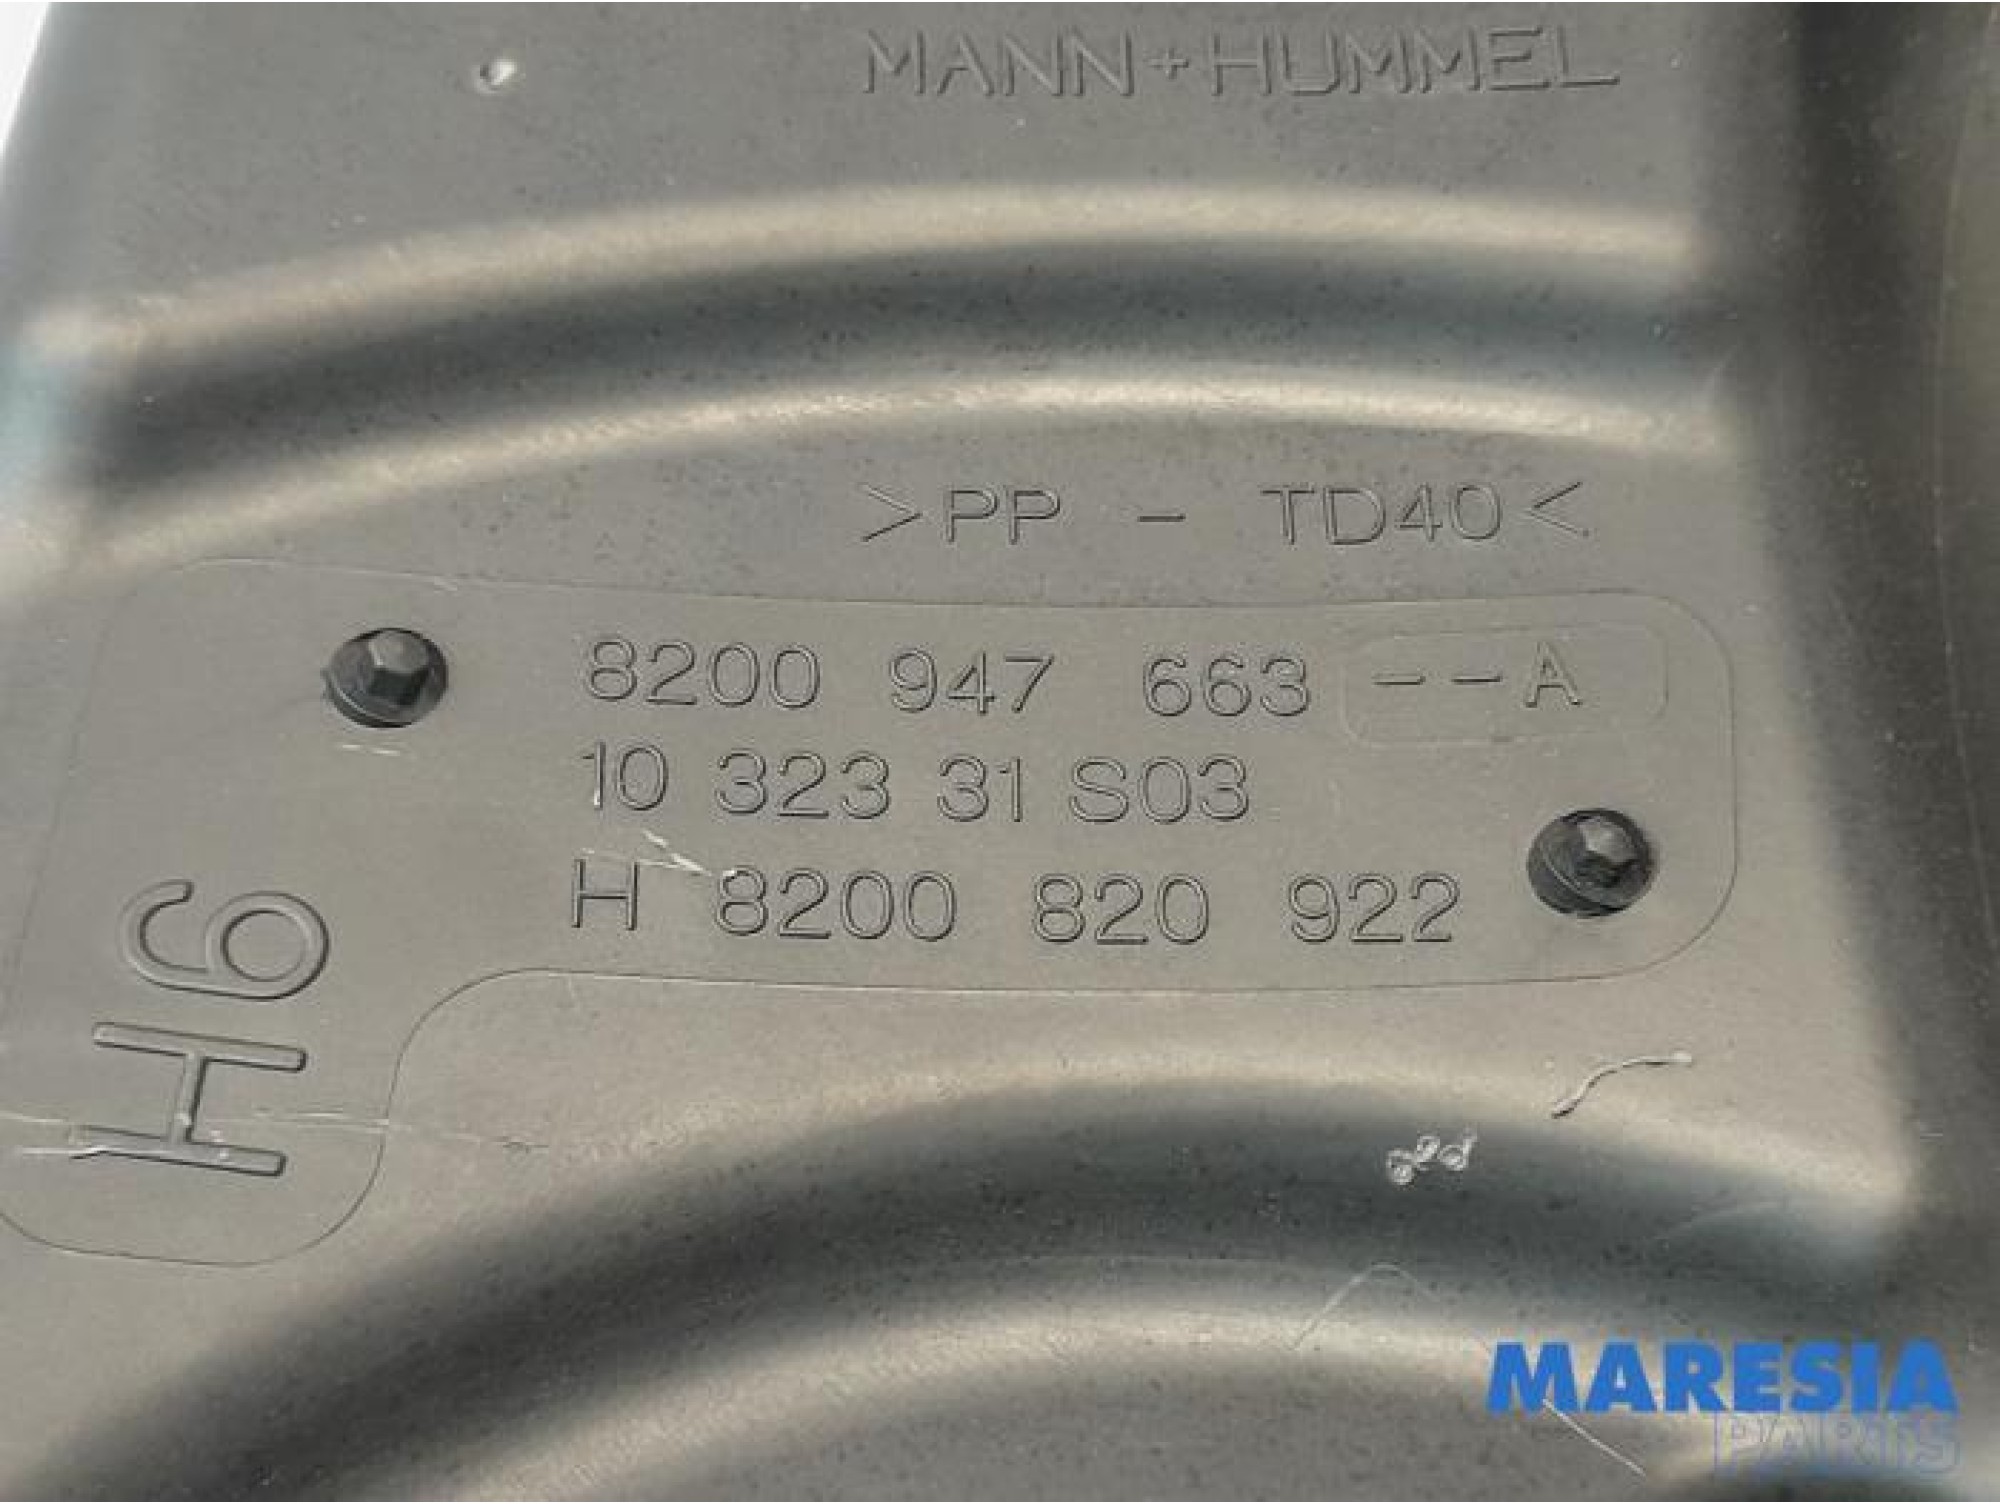 MANN+HUMMEL
>PP - TD40<
8200 947 663 --A
10 323 31 S03
H 8200 820 922
H6
MARESIA
PARTS